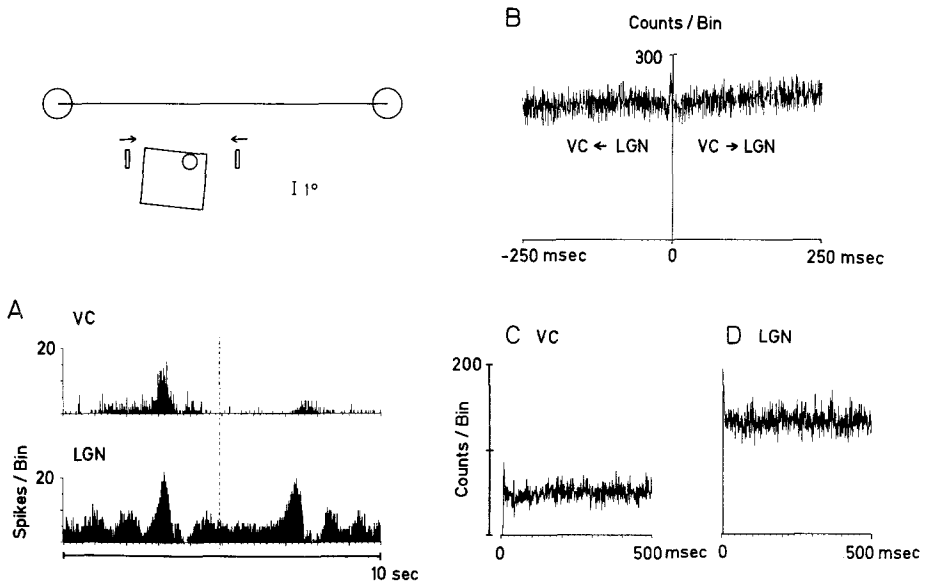 I 1°
A
VC
20
LGN
20
Spikes / Bin
10 sec
B
Counts / Bin
300
VC ← LGN
VC → LGN
-250 msec
0
250 msec
C VC
200
Counts / Bin
0
500 msec
D LGN
0
500 msec